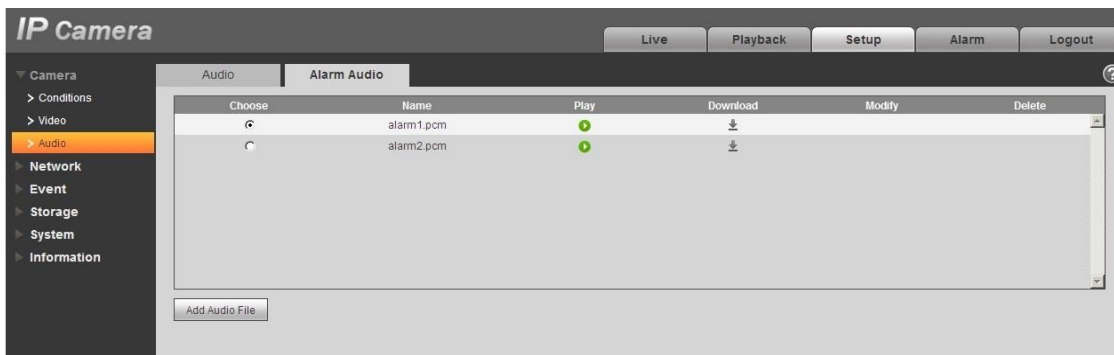 IP Camera
Live Playback Setup Alarm Logout
Camera
> Conditions
> Video
> Audio
Network
Event
Storage
System
Information
Audio Alarm Audio
Choose Name Play Download Modify Delete
alarm1.pcm
alarm2.pcm
Add Audio File